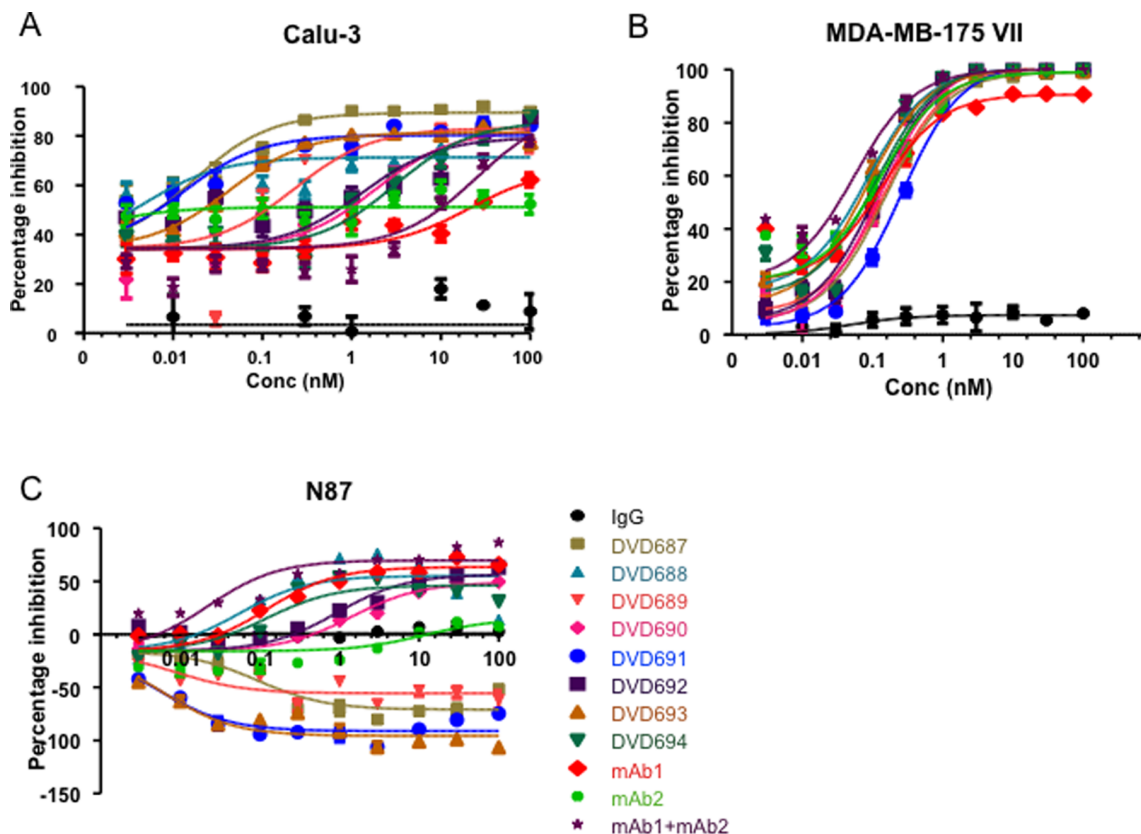 A
Calu-3
Percentage inhibition
100
80
60
40
20
0
0 0.01 0.1 1 10 100
Conc (nM)
B
MDA-MB-175 VII
Percentage inhibition
100
80
60
40
20
0
0 0.01 0.1 1 10 100
Conc (nM)
C
N87
Percentage inhibition
100
50
0
-50
-100
-150
0.01 0.1 1 10 100
IgG
DVD687
DVD688
DVD689
DVD690
DVD691
DVD692
DVD693
DVD694
mAb1
mAb2
mAb1+mAb2